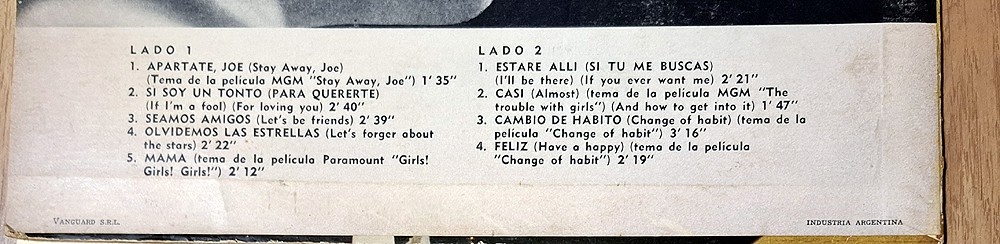 LADO 1
1. APARTATE, JOE (Stay Away, Joe)
(Tema de la película MGM "Stay Away, Joe") 1' 35"
2. SI SOY UN TONTO (PARA QUERERTE)
(If I'm a fool) (For loving you) 2' 40"
3. SEAMOS AMIGOS (Let's be friends) 2' 39"
4. OLVIDEMOS LAS ESTRELLAS (Let's forger about
the stars) 2' 22"
5. MAMA (tema de la película Paramount "Girls!
Girls! Girls!") 2' 12"
LADO 2
1. ESTARE ALLI (SI TU ME BUSCAS)
(I'll be there) (If you ever want me) 2' 21"
2. CASI (Almost) (tema de la película MGM "The
trouble with girls") (And how to get into it) 1' 47"
3. CAMBIO DE HABITO (Change of habit) (tema de la
película "Change of habit") 3' 16"
4. FELIZ (Have a happy) (tema de la película
"Change of habit") 2' 19"
VANGUARD S.R.L.
INDUSTRIA ARGENTINA